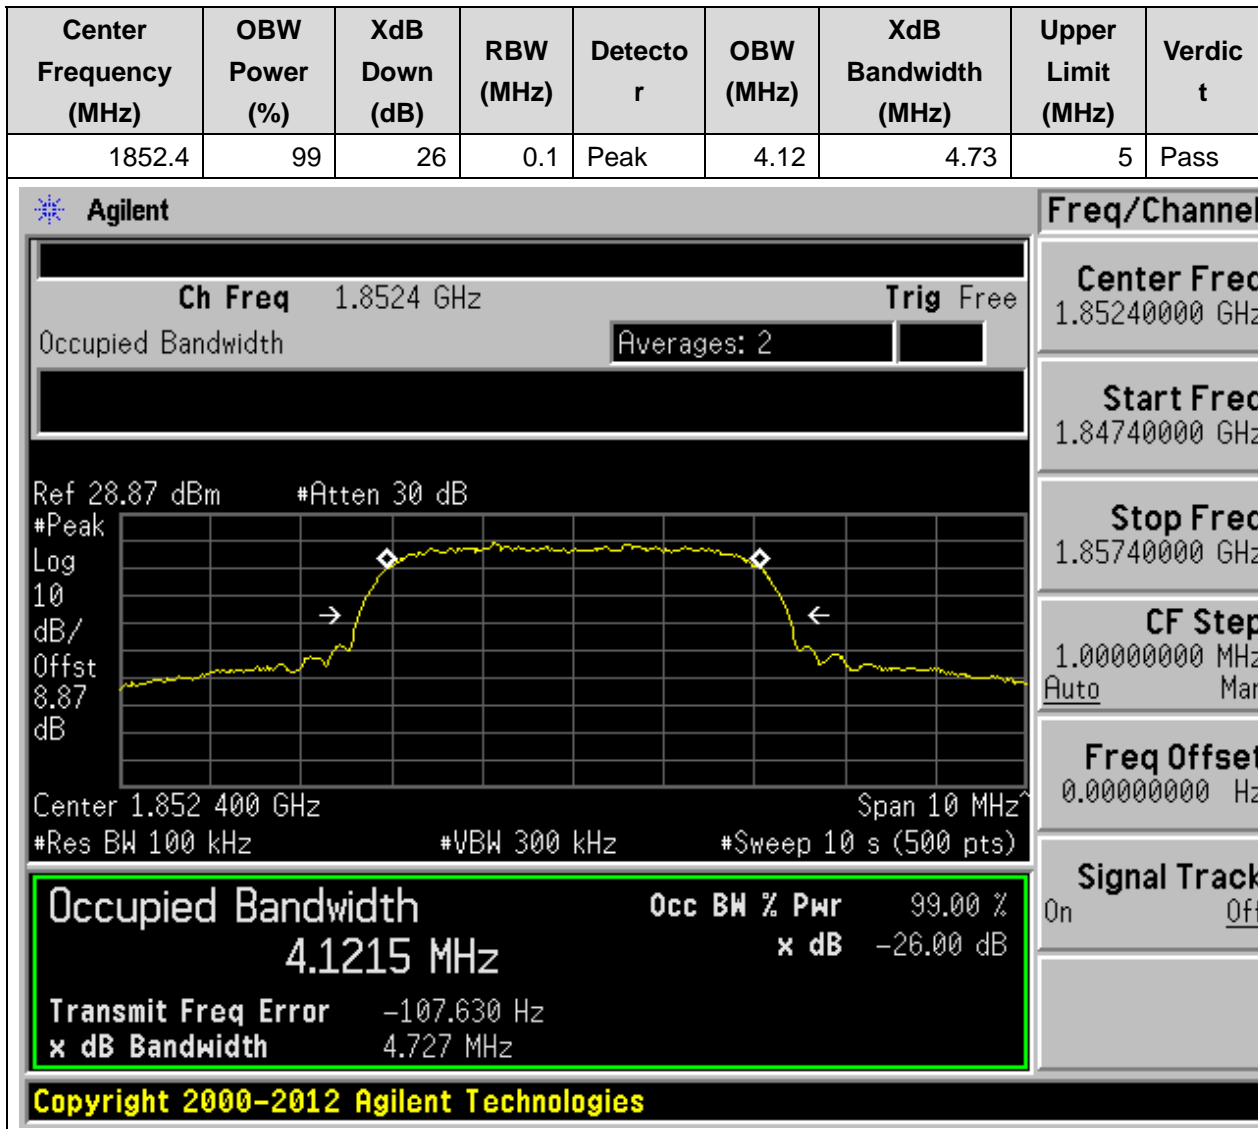 Center Frequency (MHz) OBW Power (%) XdB Down (dB) RBW (MHz) Detecto r OBW (MHz) XdB Bandwidth (MHz) Upper Limit (MHz) Verdic t
1852.4 99 26 0.1 Peak 4.12 4.73 5 Pass
Agilent
Freq/Channel
Ch Freq 1.8524 GHz Trig Free
Occupied Bandwidth Averages: 2
Center Freq
1.85240000 GHz
Start Freq
1.84740000 GHz
Stop Freq
1.85740000 GHz
CF Step
1.00000000 MHz
Auto Man
Freq Offset
0.00000000 Hz
Signal Track
On Off
Ref 28.87 dBm #Atten 30 dB
#Peak
Log
10
dB/
Offst
8.87
dB
Center 1.852 400 GHz Span 10 MHz^
#Res BW 100 kHz #VBW 300 kHz #Sweep 10 s (500 pts)
Occupied Bandwidth
4.1215 MHz
Occ BW % Pwr 99.00 %
x dB -26.00 dB
Transmit Freq Error -107.630 Hz
x dB Bandwidth 4.727 MHz
Copyright 2000-2012 Agilent Technologies